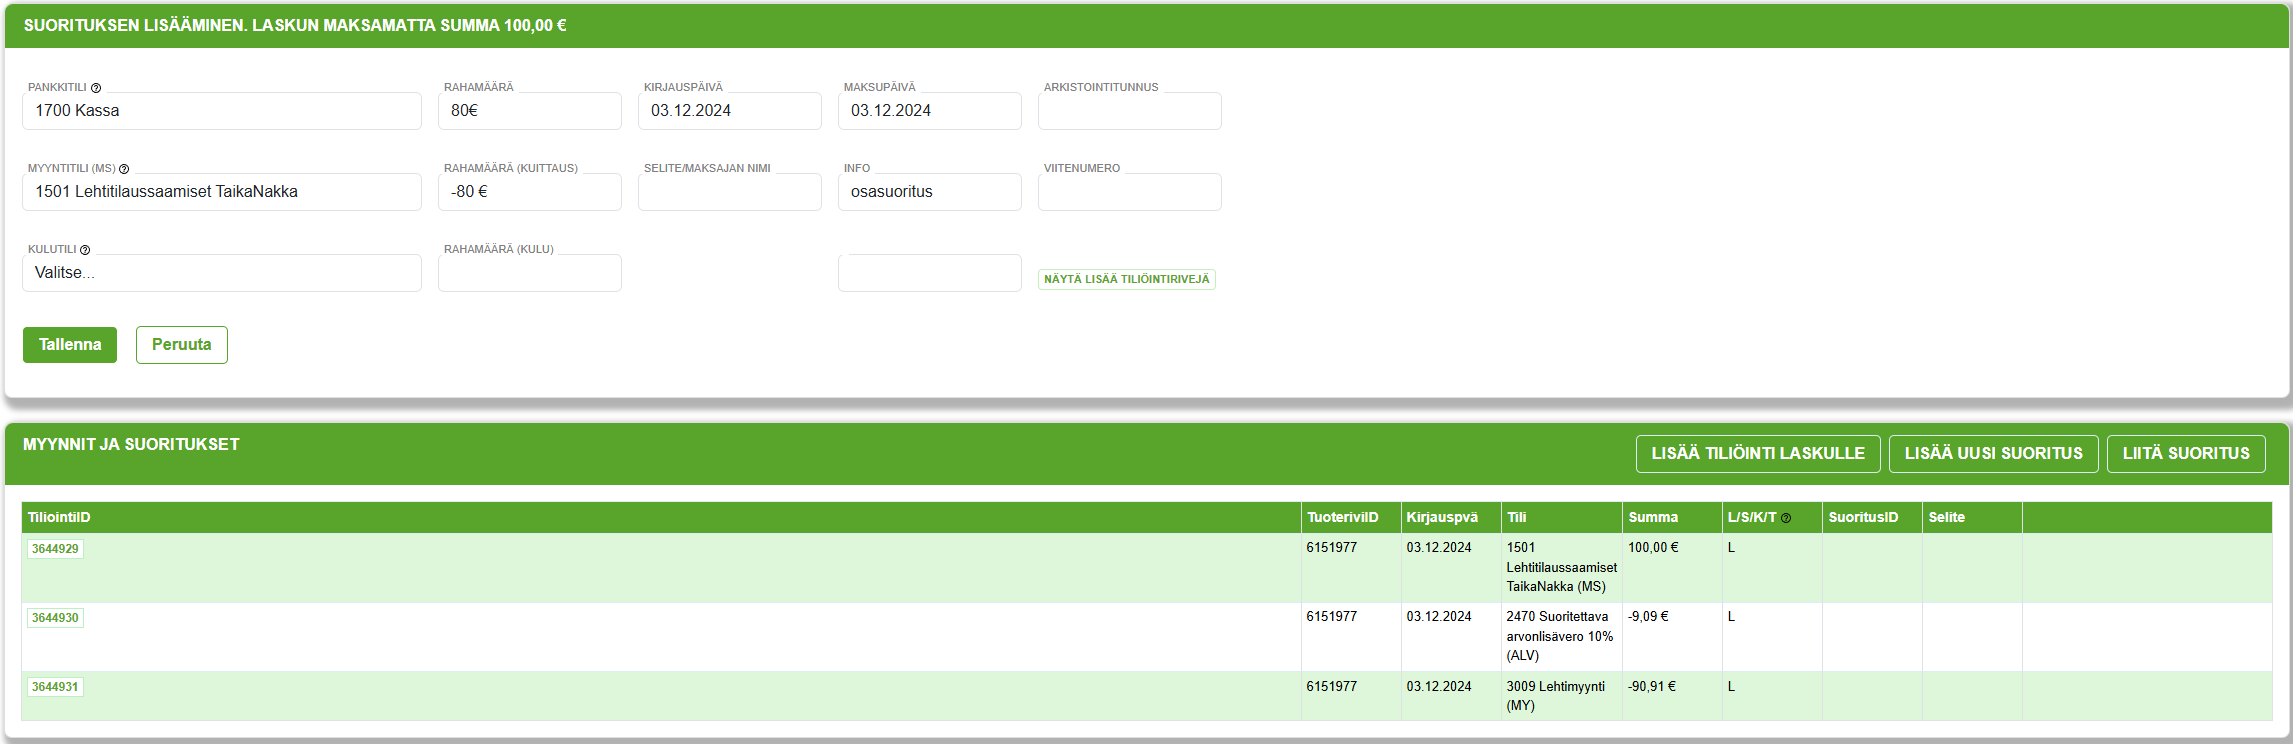 SUORITUKSEN LISÄÄMINEN. LASKUN MAKSAMATTA SUMMA 100,00 €
PANKKITILI RAHAMÄÄRÄ KIRJAUSPÄIVÄ MAKSUPÄIVÄ ARKISTOINTITUNNUS
1700 Kassa 80€ 03.12.2024 03.12.2024
MYYNTITILI (MS) RAHAMÄÄRÄ (KUITTAUS) SELITE/MAKSAJAN NIMI INFO VIITENUMERO
1501 Lehtitilaussaamiset TaikaNakka -80 € osasuoritus
KULUTILI RAHAMÄÄRÄ (KULU)
Valitse...
NÄYTÄ LISÄÄ TILIÖINTIRIVEJÄ
Tallenna Peruuta
MYYNNIT JA SUORITUKSET LISÄÄ TILIÖINTI LASKULLE LISÄÄ UUSI SUORITUS LIITÄ SUORITUS
TiliointiID TuoteriviID Kirjauspvä Tili Summa L/S/K/T SuoritusID Selite
3644929 6151977 03.12.2024 1501 100,00 € L
Lehtitilaussaamiset
TaikaNakka (MS)
3644930 6151977 03.12.2024 2470 Suoritettava -9,09 € L
arvonlisävero 10%
(ALV)
3644931 6151977 03.12.2024 3009 Lehtimyynti -90,91 € L
(MY)